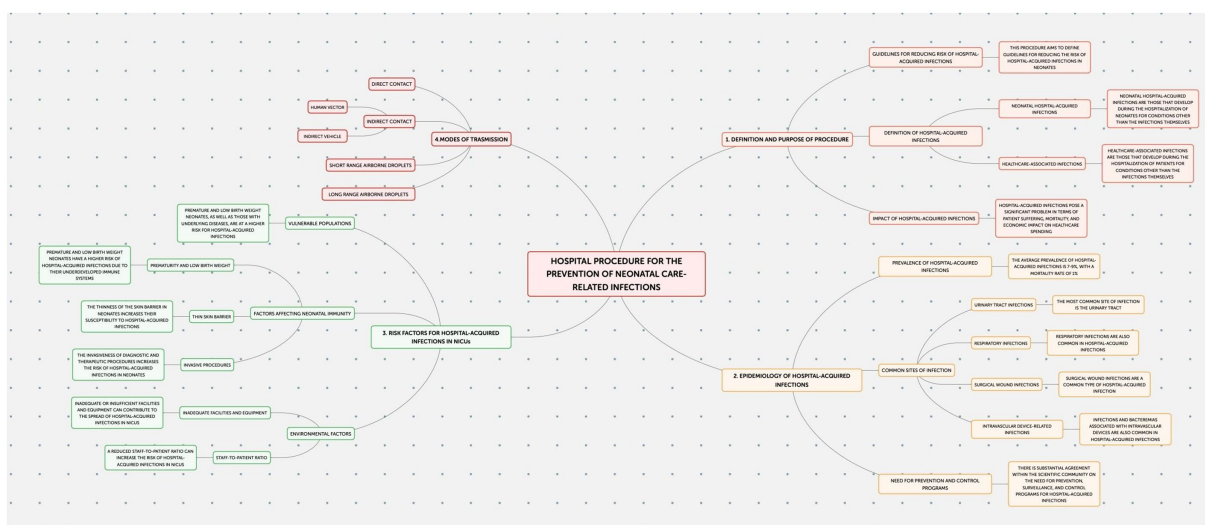 HOSPITAL PROCEDURE FOR THE
PREVENTION OF NEONATAL CARE-
RELATED INFECTIONS
1. DEFINITION AND PURPOSE OF PROCEDURE
GUIDELINES FOR REDUCING RISK OF HOSPITAL-
ACQUIRED INFECTIONS
THIS PROCEDURE AIMS TO DEFINE
GUIDELINES FOR REDUCING THE RISK OF
HOSPITAL-ACQUIRED INFECTIONS IN
NEONATES
DEFINITION OF HOSPITAL-ACQUIRED
INFECTIONS
NEONATAL HOSPITAL-ACQUIRED
INFECTIONS
NEONATAL HOSPITAL-ACQUIRED
INFECTIONS ARE THOSE THAT DEVELOP
DURING THE HOSPITALIZATION OF
NEONATES FOR CONDITIONS OTHER
THAN THE INFECTIONS THEMSELVES
HEALTHCARE-ASSOCIATED INFECTIONS
HEALTHCARE-ASSOCIATED INFECTIONS
ARE THOSE THAT DEVELOP DURING THE
HOSPITALIZATION OF PATIENTS FOR
CONDITIONS OTHER THAN THE
INFECTIONS THEMSELVES
IMPACT OF HOSPITAL-ACQUIRED INFECTIONS
HOSPITAL-ACQUIRED INFECTIONS POSE A
SIGNIFICANT PROBLEM IN TERMS OF
PATIENT SUFFERING, MORTALITY, AND
ECONOMIC IMPACT ON HEALTHCARE
SPENDING
2. EPIDEMIOLOGY OF HOSPITAL-ACQUIRED
INFECTIONS
PREVALENCE OF HOSPITAL-ACQUIRED
INFECTIONS
THE AVERAGE PREVALENCE OF HOSPITAL-
ACQUIRED INFECTIONS IS 7-9%, WITH A
MORTALITY RATE OF 1%
COMMON SITES OF INFECTION
URINARY TRACT INFECTIONS
THE MOST COMMON SITE OF INFECTION
IS THE URINARY TRACT
RESPIRATORY INFECTIONS
RESPIRATORY INFECTIONS ARE ALSO
COMMON IN HOSPITAL-ACQUIRED
INFECTIONS
SURGICAL WOUND INFECTIONS
SURGICAL WOUND INFECTIONS ARE A
COMMON TYPE OF HOSPITAL-ACQUIRED
INFECTION
INTRAVASCULAR DEVICE-RELATED
INFECTIONS
INFECTIONS AND BACTEREMIAS
ASSOCIATED WITH INTRAVASCULAR
DEVICES ARE ALSO COMMON IN
HOSPITAL-ACQUIRED INFECTIONS
NEED FOR PREVENTION AND CONTROL
PROGRAMS
THERE IS SUBSTANTIAL AGREEMENT
WITHIN THE SCIENTIFIC COMMUNITY ON
THE NEED FOR PREVENTION,
SURVEILLANCE, AND CONTROL
PROGRAMS FOR HOSPITAL-ACQUIRED
INFECTIONS
3. RISK FACTORS FOR HOSPITAL-ACQUIRED
INFECTIONS IN NICUs
VULNERABLE POPULATIONS
PREMATURE AND LOW BIRTH WEIGHT
NEONATES, AS WELL AS THOSE WITH
UNDERLYING DISEASES, ARE AT A HIGHER
RISK FOR HOSPITAL-ACQUIRED
INFECTIONS
FACTORS AFFECTING NEONATAL IMMUNITY
PREMATURITY AND LOW BIRTH WEIGHT
PREMATURE AND LOW BIRTH WEIGHT
NEONATES HAVE A HIGHER RISK OF
HOSPITAL-ACQUIRED INFECTIONS DUE TO
THEIR UNDERDEVELOPED IMMUNE
SYSTEMS
THIN SKIN BARRIER
THE THINNESS OF THE SKIN BARRIER IN
NEONATES INCREASES THEIR
SUSCEPTIBILITY TO HOSPITAL-ACQUIRED
INFECTIONS
INVASIVE PROCEDURES
THE INVASIVENESS OF DIAGNOSTIC AND
THERAPEUTIC PROCEDURES INCREASES
THE RISK OF HOSPITAL-ACQUIRED
INFECTIONS IN NEONATES
ENVIRONMENTAL FACTORS
INADEQUATE FACILITIES AND EQUIPMENT
INADEQUATE OR INSUFFICIENT FACILITIES
AND EQUIPMENT CAN CONTRIBUTE TO
THE SPREAD OF HOSPITAL-ACQUIRED
INFECTIONS IN NICUS
STAFF-TO-PATIENT RATIO
A REDUCED STAFF-TO-PATIENT RATIO CAN
INCREASE THE RISK OF HOSPITAL-
ACQUIRED INFECTIONS IN NICUS
4.MODES OF TRASMISSION
DIRECT CONTACT
INDIRECT CONTACT
HUMAN VECTOR
INDIRECT VEHICLE
SHORT RANGE AIRBORNE DROPLETS
LONG RANGE AIRBORNE DROPLETS